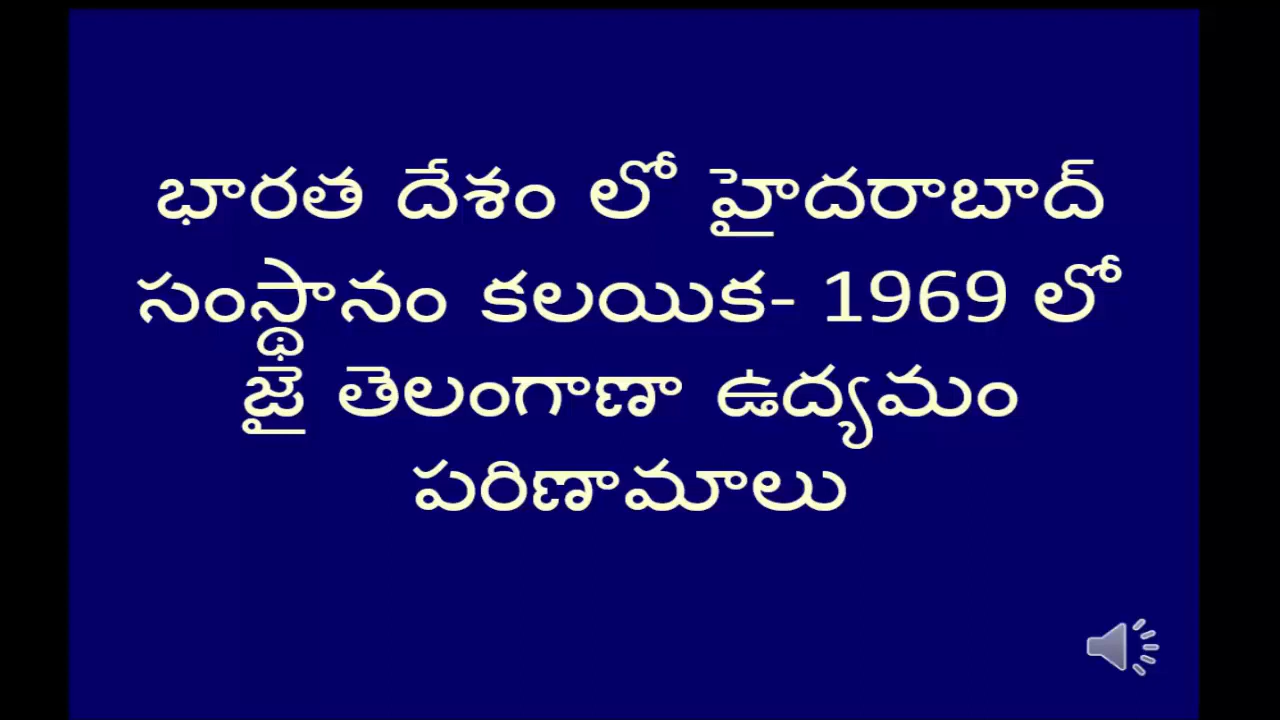 భారత దేశం లో హైదరాబాద్
సంస్థానం కలయిక- 1969 లో
జై తెలంగాణా ఉద్యమం
పరిణామాలు